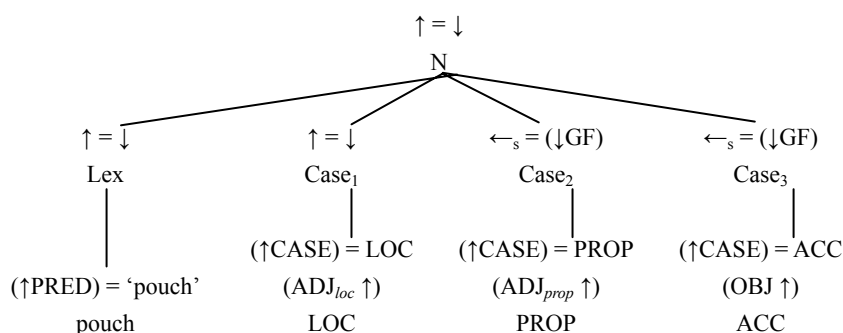 ↑ = ↓
N
↑ = ↓ ↑ = ↓ ←s = (↓GF) ←s = (↓GF)
Lex Case1 Case2 Case3
(↑CASE) = LOC (↑CASE) = PROP (↑CASE) = ACC
(↑PRED) = ‘pouch’ (ADJloc ↑) (ADJprop ↑) (OBJ ↑)
pouch LOC PROP ACC